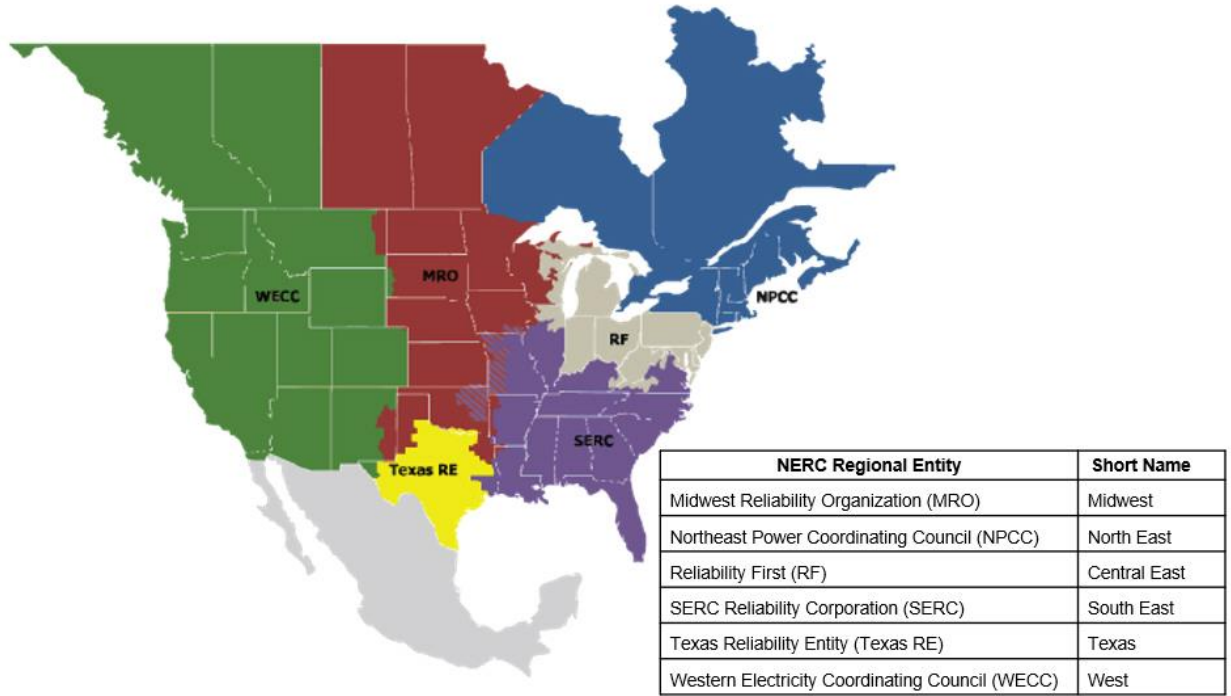 MRO
WECC
NPCC
RF
SERC
Texas RE
NERC Regional Entity Short Name
Midwest Reliability Organization (MRO) Midwest
Northeast Power Coordinating Council (NPCC) North East
Reliability First (RF) Central East
SERC Reliability Corporation (SERC) South East
Texas Reliability Entity (Texas RE) Texas
Western Electricity Coordinating Council (WECC) West